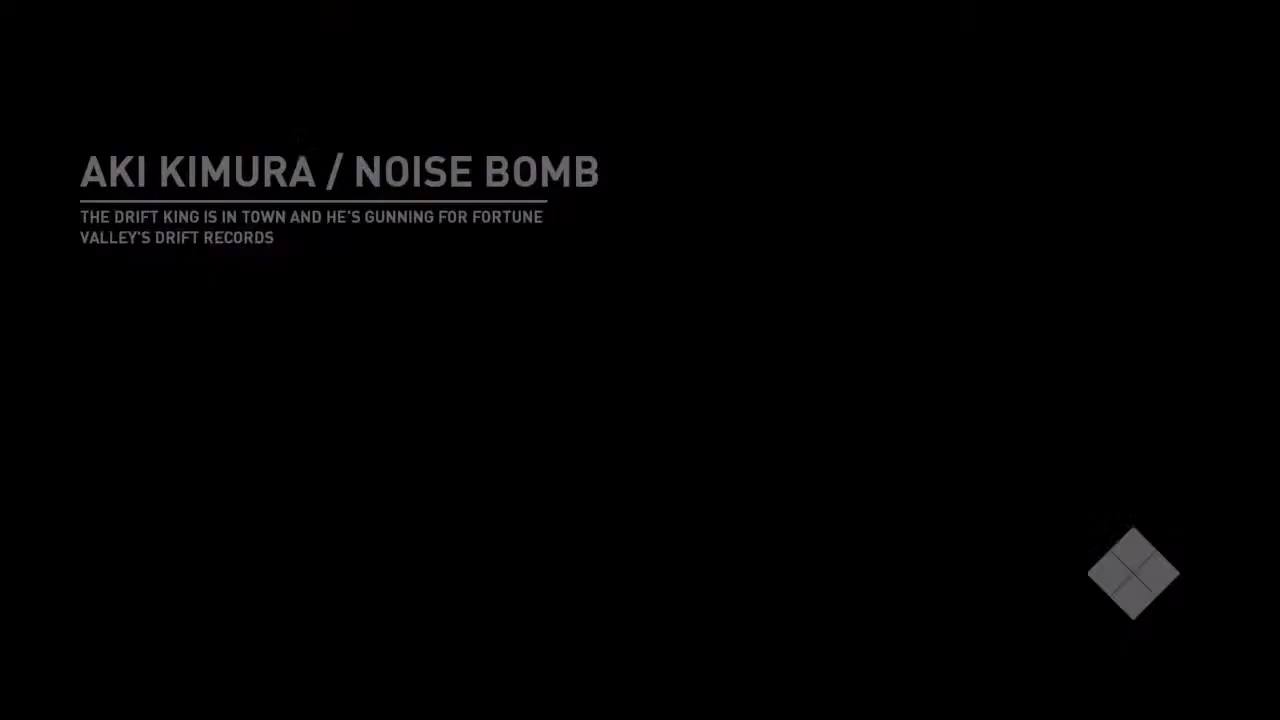 AKI KIMURA / NOISE BOMB
THE DRIFT KING IS IN TOWN AND HE'S GUNNING FOR FORTUNE
VALLEY'S DRIFT RECORDS